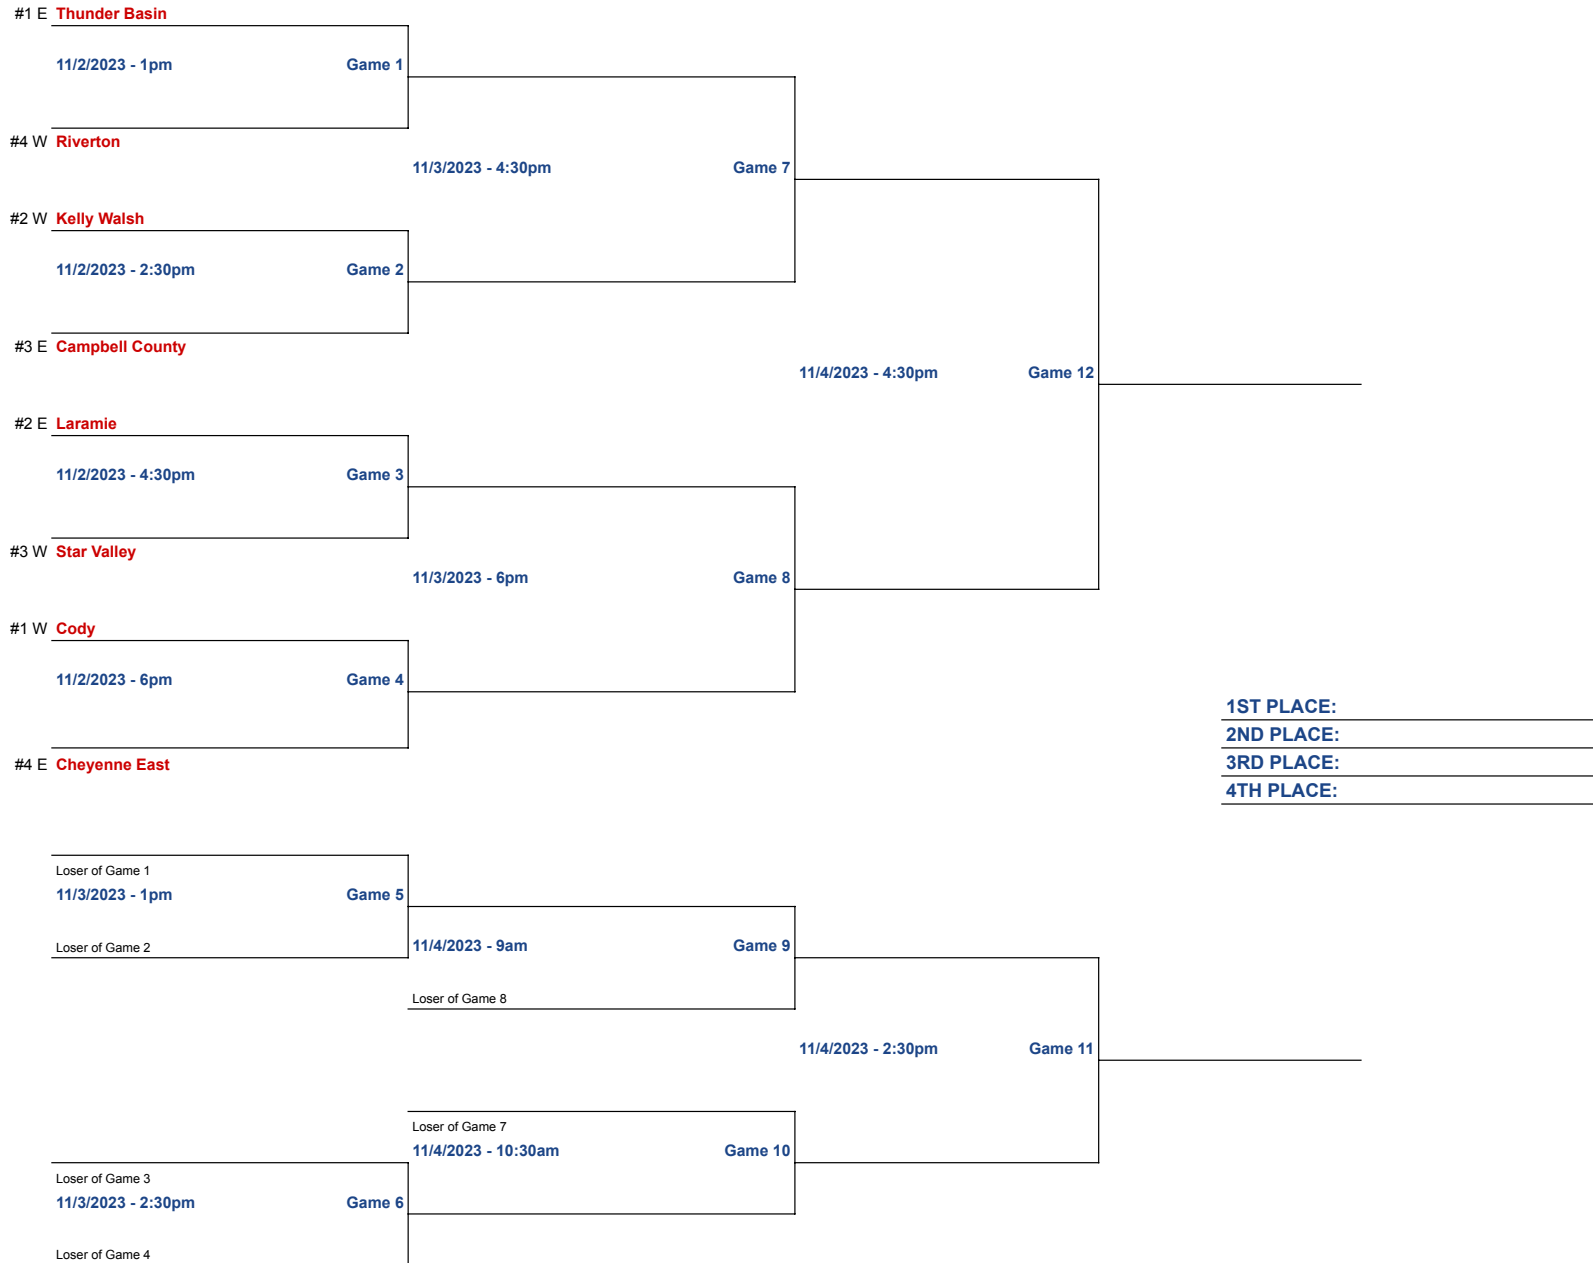 #1 E Thunder Basin
11/2/2023 - 1pm Game 1
#4 W Riverton
11/3/2023 - 4:30pm Game 7
#2 W Kelly Walsh
11/2/2023 - 2:30pm Game 2
#3 E Campbell County
11/4/2023 - 4:30pm Game 12
#2 E Laramie
11/2/2023 - 4:30pm Game 3
#3 W Star Valley
11/3/2023 - 6pm Game 8
#1 W Cody
11/2/2023 - 6pm Game 4
1ST PLACE:
2ND PLACE:
#4 E Cheyenne East
3RD PLACE:
4TH PLACE:
Loser of Game 1
11/3/2023 - 1pm Game 5
Loser of Game 2
11/4/2023 - 9am Game 9
Loser of Game 8
11/4/2023 - 2:30pm Game 11
Loser of Game 7
11/4/2023 - 10:30am Game 10
Loser of Game 3
11/3/2023 - 2:30pm Game 6
Loser of Game 4